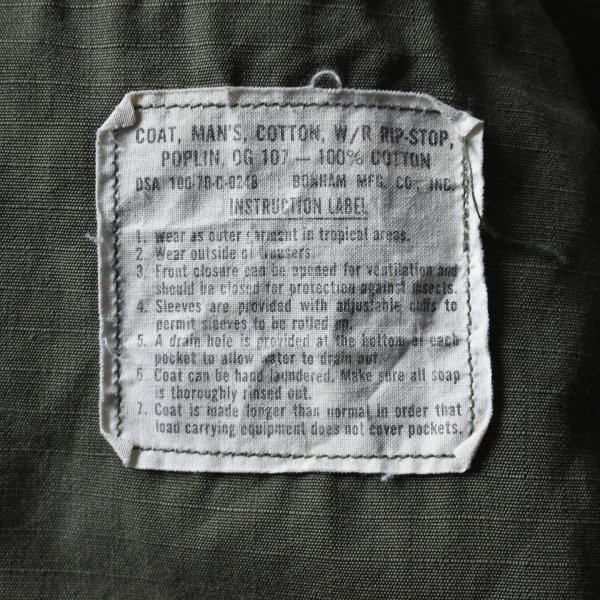 COAT, MAN'S, COTTON, W/R RIP-STOP,
POPLIN, OG 107 — 100% COTTON
DSA 100-70-C-0248 BONHAM MFG. CO., INC.
INSTRUCTION LABEL
1. Wear as outer garment in tropical areas.
2. Wear outside of trousers.
3. Front closure can be opened for ventilation and
should be closed for protection against insects.
4. Sleeves are provided with adjustable cuffs to
permit sleeves to be rolled up.
5. A drain hole is provided at the bottom of each
pocket to allow water to drain out.
6. Coat can be hand laundered. Make sure all soap
is thoroughly rinsed out.
7. Coat is made longer than normal in order that
load carrying equipment does not cover pockets.